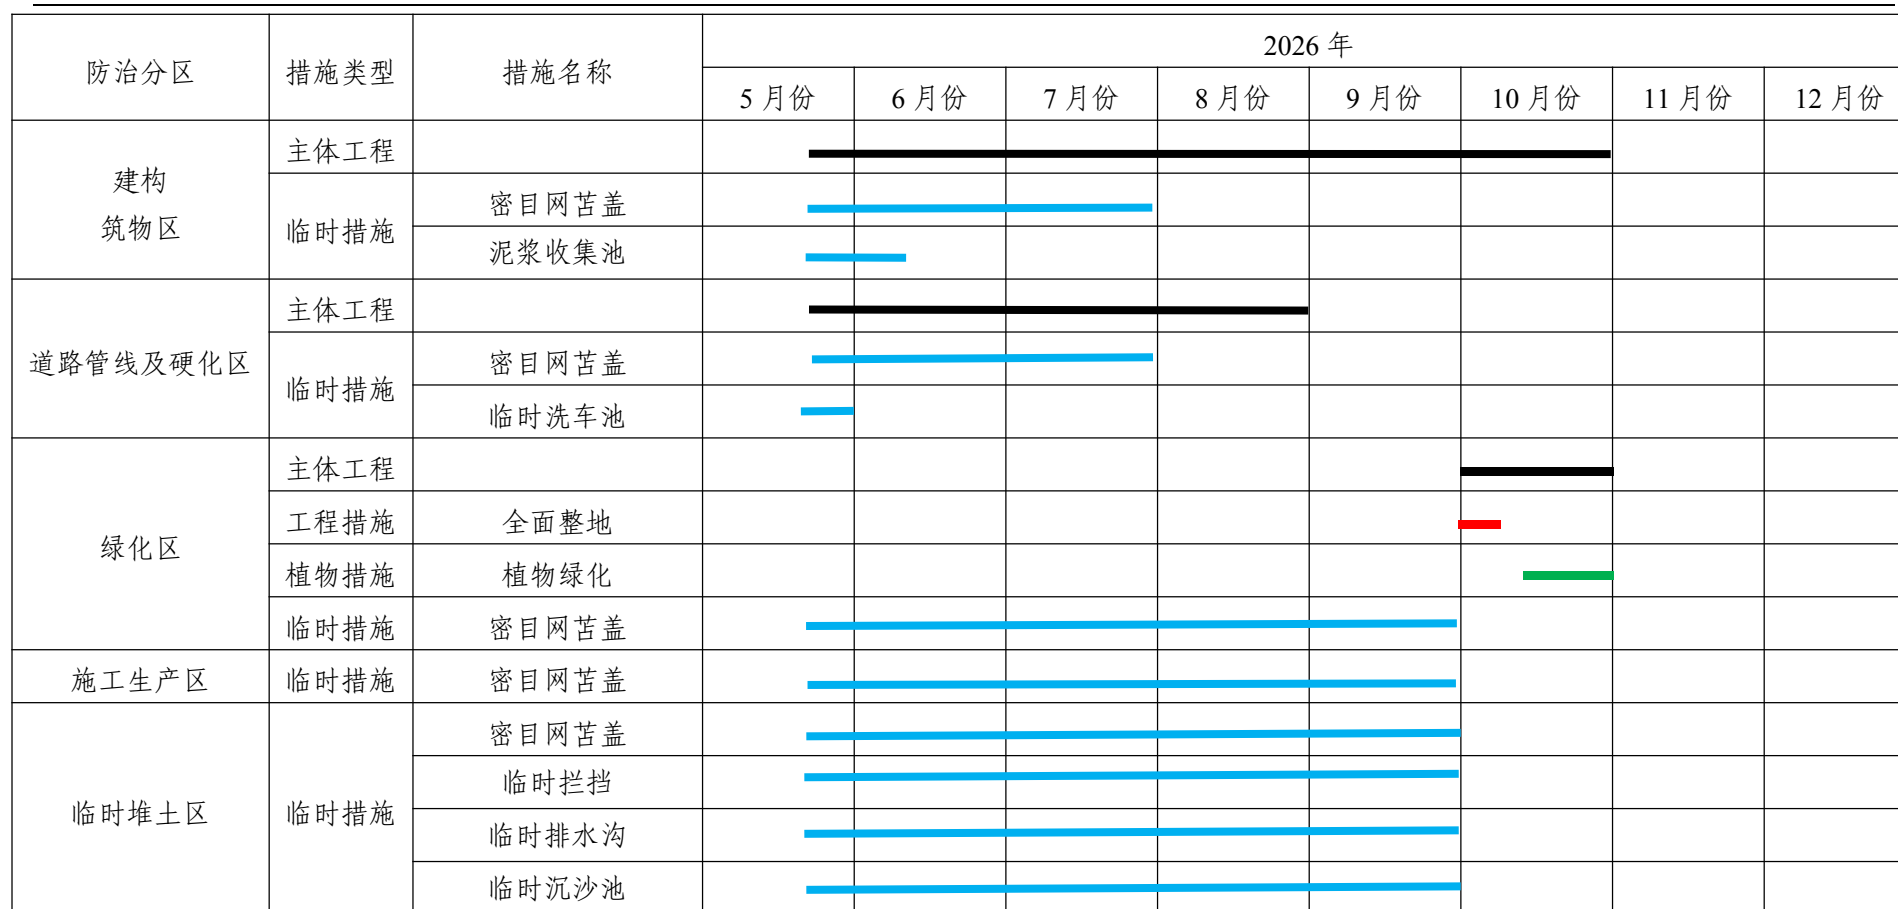 防治分区 措施类型 措施名称 2026 年
5 月份 6 月份 7 月份 8 月份 9 月份 10 月份 11 月份 12 月份
建构
筑物区
主体工程
临时措施
密目网苫盖
泥浆收集池
道路管线及硬化区
主体工程
临时措施
密目网苫盖
临时洗车池
绿化区
主体工程
工程措施 全面整地
植物措施 植物绿化
临时措施 密目网苫盖
施工生产区 临时措施 密目网苫盖
临时堆土区 临时措施
密目网苫盖
临时拦挡
临时排水沟
临时沉沙池